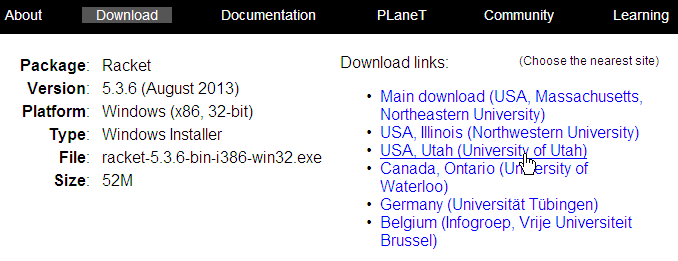 About Download Documentation PLaneT Community Learning
Package: Racket
Version: 5.3.6 (August 2013)
Platform: Windows (x86, 32-bit)
Type: Windows Installer
File: racket-5.3.6-bin-i386-win32.exe
Size: 52M
Download links: (Choose the nearest site)
• Main download (USA, Massachusetts,
Northeastern University)
• USA, Illinois (Northwestern University)
• USA, Utah (University of Utah)
• Canada, Ontario (University of
Waterloo)
• Germany (Universität Tübingen)
• Belgium (Infogroep, Vrije Universiteit
Brussel)